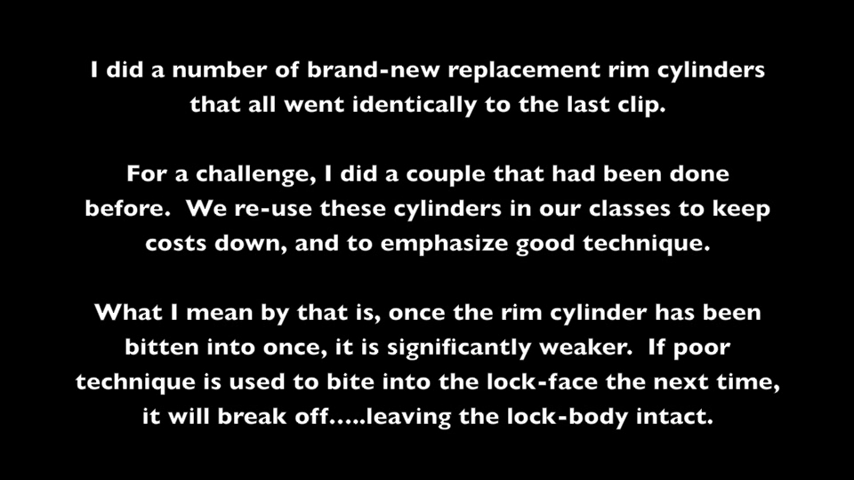 I did a number of brand-new replacement rim cylinders
that all went identically to the last clip.
For a challenge, I did a couple that had been done
before.  We re-use these cylinders in our classes to keep
costs down, and to emphasize good technique.
What I mean by that is, once the rim cylinder has been
bitten into once, it is significantly weaker.  If poor
technique is used to bite into the lock-face the next time,
it will break off.....leaving the lock-body intact.